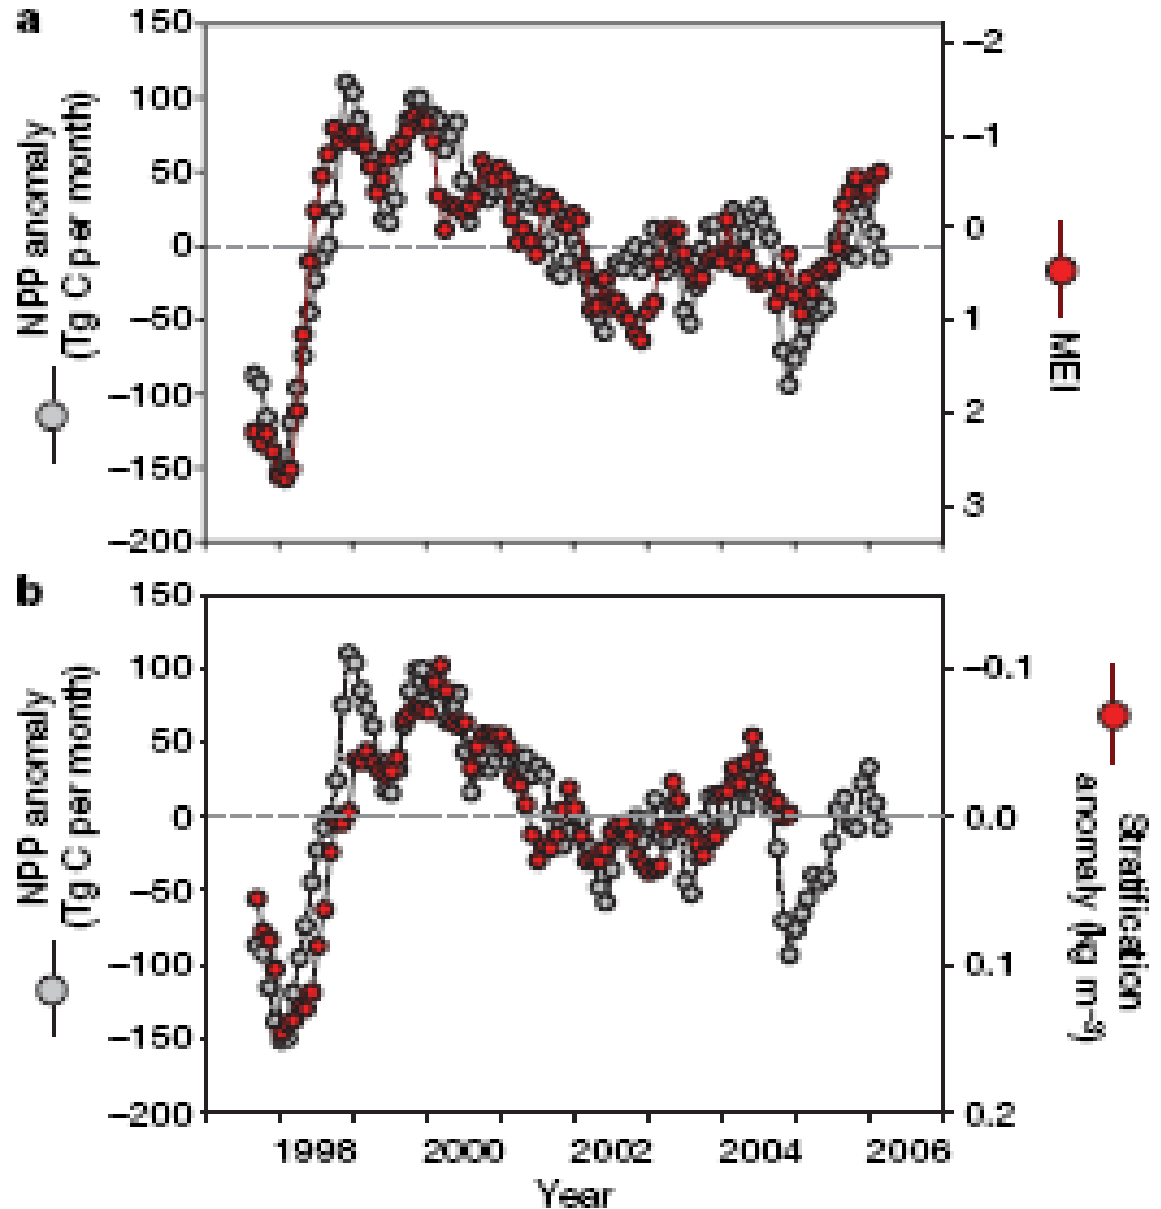 a
150
100
50
0
–50
–100
–150
–200
NPP anomaly
(Tg C per month)
–2
–1
0
1
2
3
MEI
b
150
100
50
0
–50
–100
–150
–200
NPP anomaly
(Tg C per month)
–0.1
0.0
0.1
0.2
Stratification
anomaly (kg m⁻³)
1998 2000 2002 2004 2006
Year